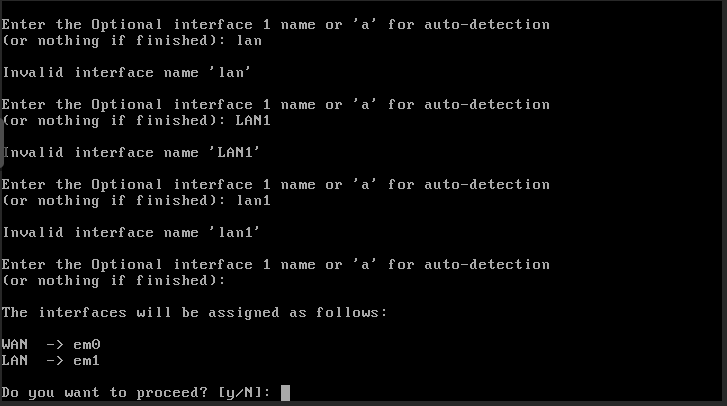 Enter the Optional interface 1 name or 'a' for auto-detection
(or nothing if finished): lan
Invalid interface name 'lan'
Enter the Optional interface 1 name or 'a' for auto-detection
(or nothing if finished): LAN1
Invalid interface name 'LAN1'
Enter the Optional interface 1 name or 'a' for auto-detection
(or nothing if finished): lan1
Invalid interface name 'lan1'
Enter the Optional interface 1 name or 'a' for auto-detection
(or nothing if finished):
The interfaces will be assigned as follows:
WAN  -> em0
LAN  -> em1
Do you want to proceed? [y/N]: